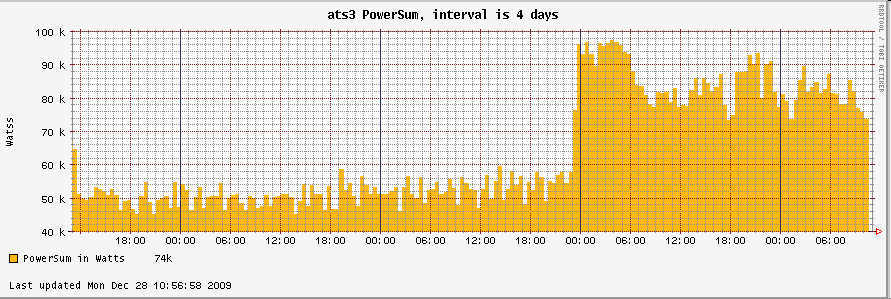 ats3 PowerSum, interval is 4 days
RRDTOOL / TOBI OETIKER
Watss
100 k
90 k
80 k
70 k
60 k
50 k
40 k
18:00 00:00 06:00 12:00 18:00 00:00 06:00 12:00 18:00 00:00 06:00 12:00 18:00 00:00 06:00
PowerSum in Watts 74k
Last updated Mon Dec 28 10:56:58 2009